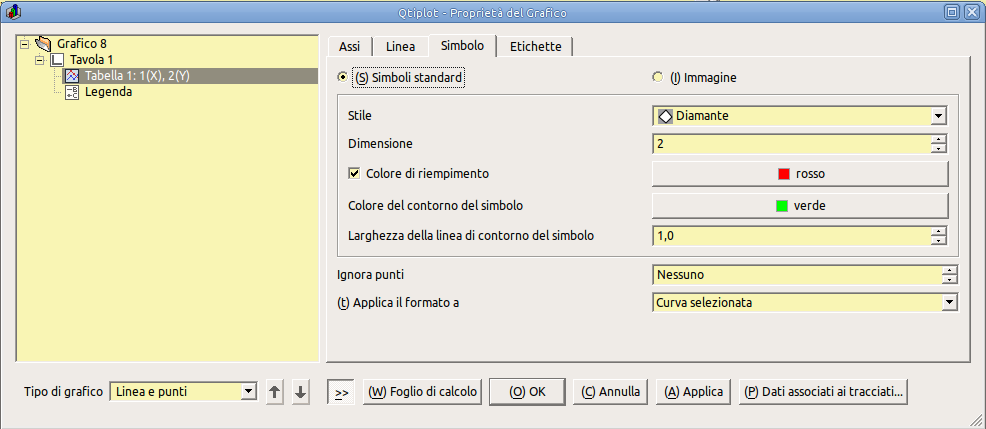 Qtiplot - Proprietà del Grafico
Grafico 8
Tavola 1
Tabella 1: 1(X), 2(Y)
Legenda
Assi Linea Simbolo Etichette
(S) Simboli standard (J) Immagine
Stile Diamante
Dimensione 2
Colore di riempimento rosso
Colore del contorno del simbolo verde
Larghezza della linea di contorno del simbolo 1,0
Ignora punti Nessuno
(t) Applica il formato a Curva selezionata
Tipo di grafico Linea e punti >> (W) Foglio di calcolo (O) OK (C) Annulla (A) Applica (P) Dati associati ai tracciati...